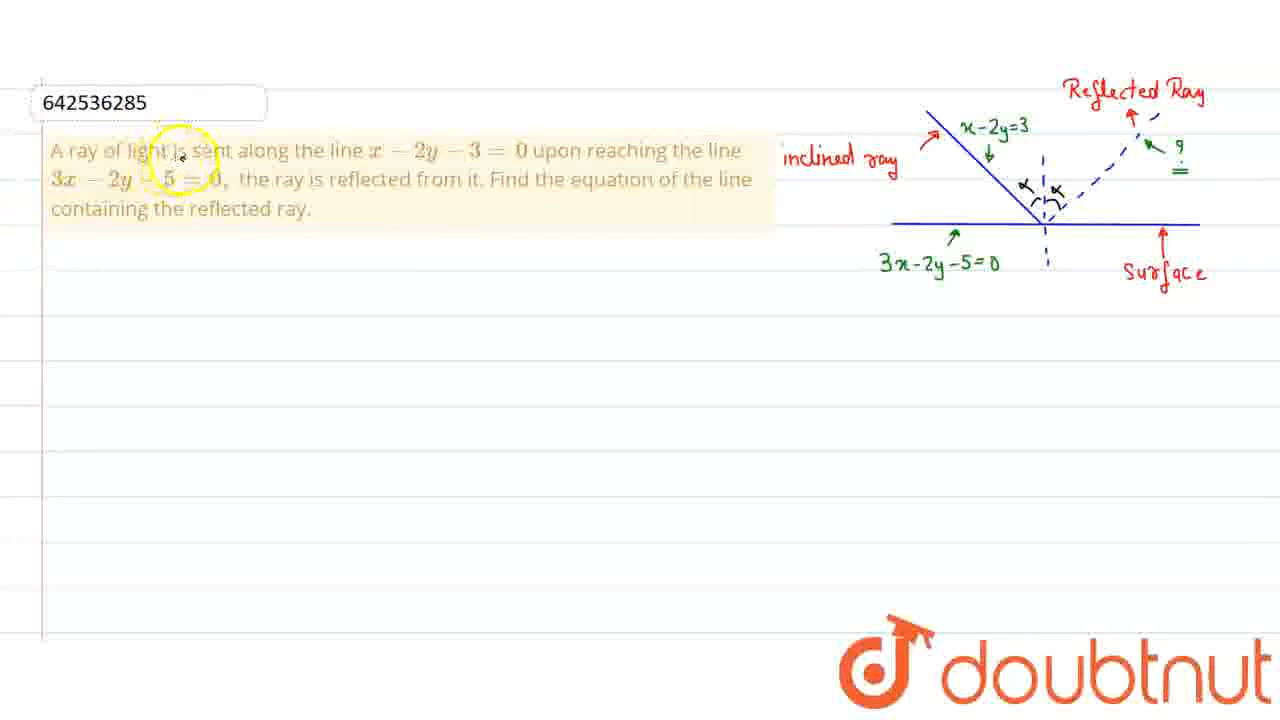 642536285
A ray of light is sent along the line x − 2y − 3 = 0 upon reaching the line
3x − 2y − 5 = 0, the ray is reflected from it. Find the equation of the line
containing the reflected ray.
Reflected Ray
x-2y=3
inclined ray
?
α α
3x-2y-5=0
Surface
doubtnut